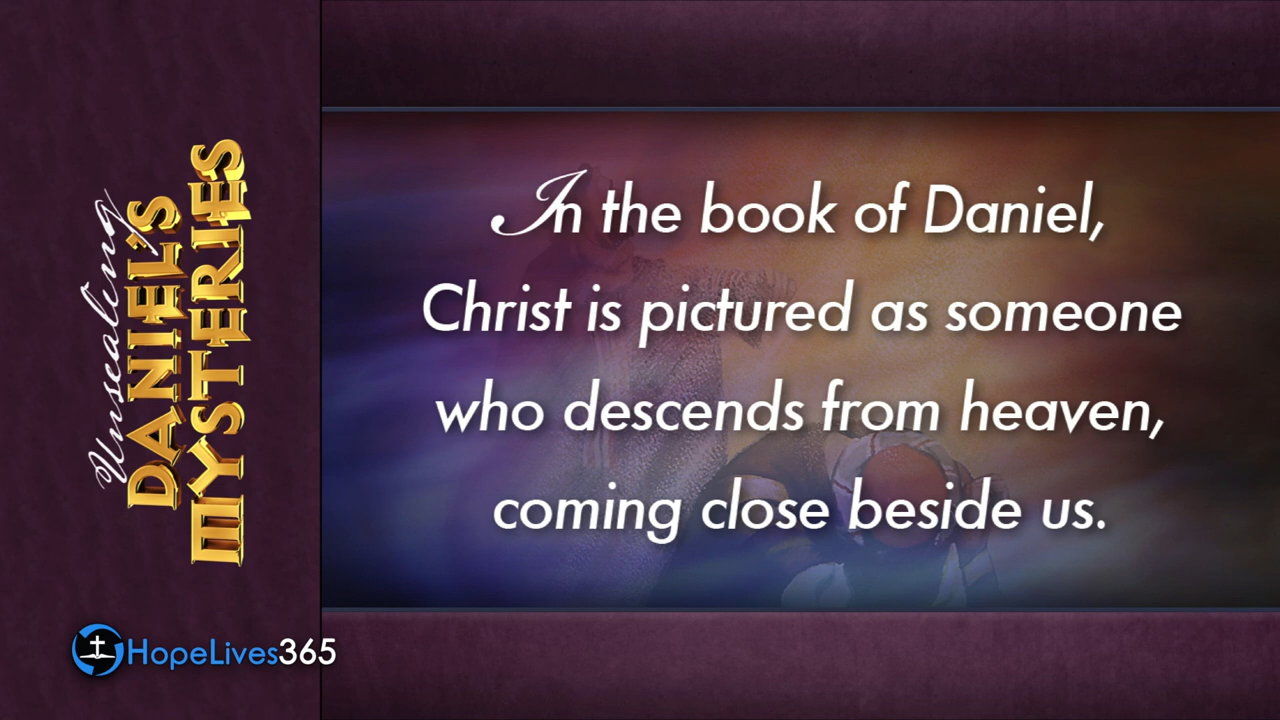 Unsealing
DANIEL'S
MYSTERIES
In the book of Daniel,
Christ is pictured as someone
who descends from heaven,
coming close beside us.
HopeLives365